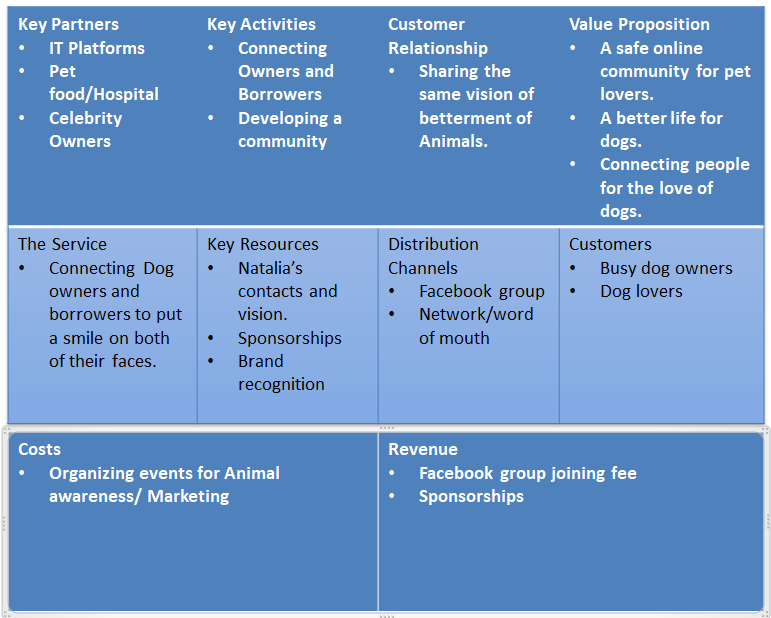 Key Partners
• IT Platforms
• Pet
food/Hospital
• Celebrity
Owners
Key Activities
• Connecting
Owners and
Borrowers
• Developing a
community
Customer
Relationship
• Sharing the
same vision of
betterment of
Animals.
Value Proposition
• A safe online
community for pet
lovers.
• A better life for
dogs.
• Connecting people
for the love of
dogs.
The Service
• Connecting Dog
owners and
borrowers to put
a smile on both
of their faces.
Key Resources
• Natalia’s
contacts and
vision.
• Sponsorships
• Brand
recognition
Distribution
Channels
• Facebook group
• Network/word
of mouth
Customers
• Busy dog owners
• Dog lovers
Costs
• Organizing events for Animal
awareness/ Marketing
Revenue
• Facebook group joining fee
• Sponsorships